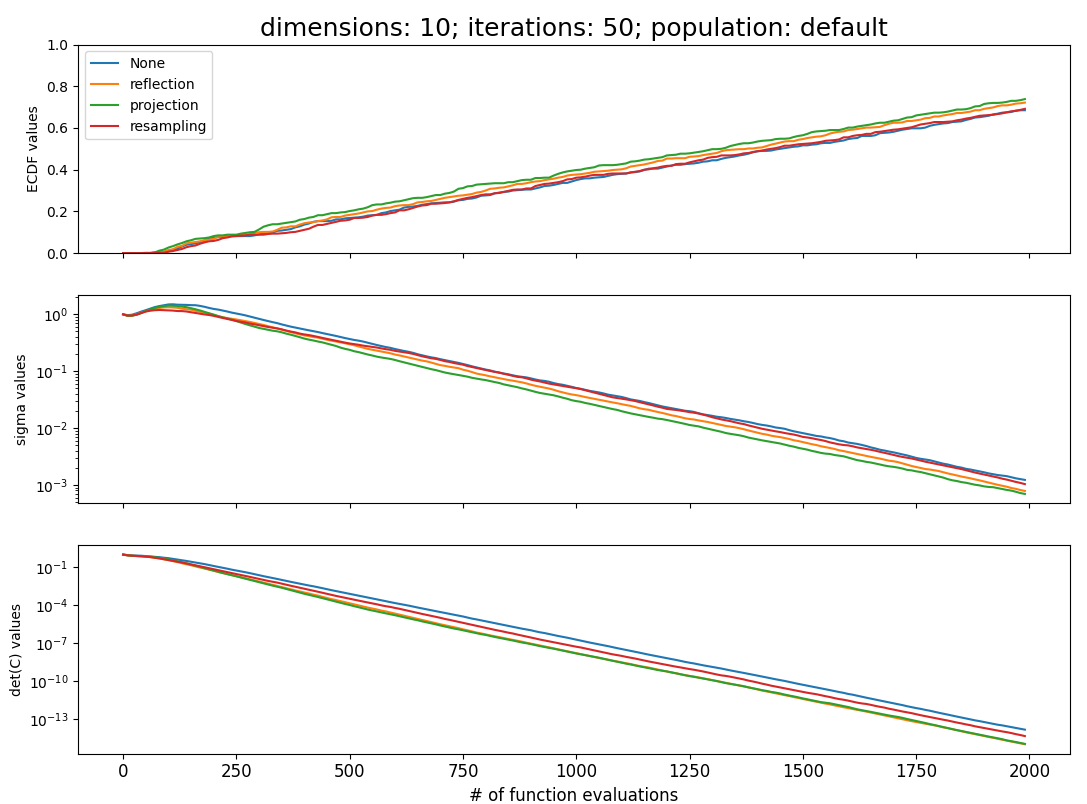 dimensions: 10; iterations: 50; population: default
1.0
0.8
0.6
0.4
0.2
0.0
ECDF values
None
reflection
projection
resampling
10⁰
10⁻¹
10⁻²
10⁻³
sigma values
10⁻¹
10⁻⁴
10⁻⁷
10⁻¹⁰
10⁻¹³
det(C) values
0 250 500 750 1000 1250 1500 1750 2000
# of function evaluations